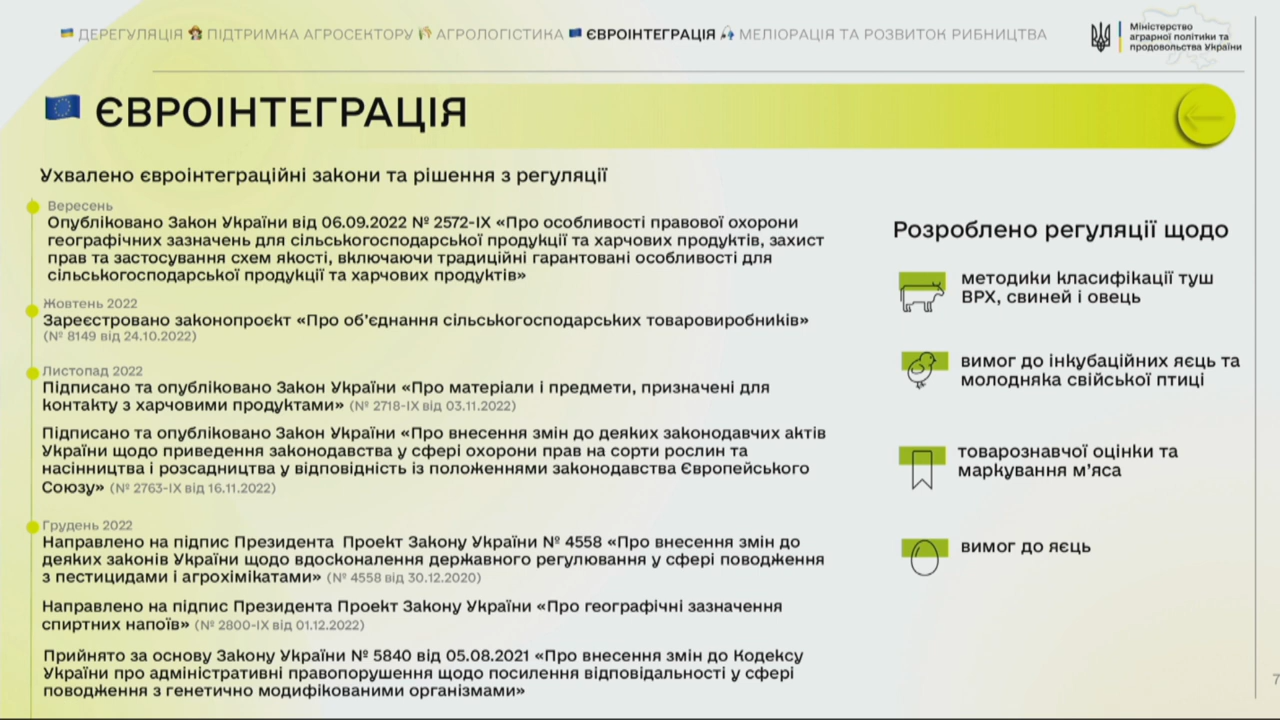 ДЕРЕГУЛЯЦІЯ ПІДТРИМКА АГРОСЕКТОРУ АГРОЛОГІСТИКА ЄВРОІНТЕГРАЦІЯ МЕЛІОРАЦІЯ ТА РОЗВИТОК РИБНИЦТВА
Міністерство
аграрної політики та
продовольства України
ЄВРОІНТЕГРАЦІЯ
Ухвалено євроінтеграційні закони та рішення з регуляції
Вересень
Опубліковано Закон України від 06.09.2022 № 2572-IX «Про особливості правової охорони
географічних зазначень для сільськогосподарської продукції та харчових продуктів, захист
прав та застосування схем якості, включаючи традиційні гарантовані особливості для
сільськогосподарської продукції та харчових продуктів»
Жовтень 2022
Зареєстровано законопроєкт «Про об’єднання сільськогосподарських товаровиробників»
(№ 8149 від 24.10.2022)
Листопад 2022
Підписано та опубліковано Закон України «Про матеріали і предмети, призначені для
контакту з харчовими продуктами» (№ 2718-IX від 03.11.2022)
Підписано та опубліковано Закон України «Про внесення змін до деяких законодавчих актів
України щодо приведення законодавства у сфері охорони прав на сорти рослин та
насінництва і розсадництва у відповідність із положеннями законодавства Європейського
Союзу» (№ 2763-IX від 16.11.2022)
Грудень 2022
Направлено на підпис Президента Проект Закону України № 4558 «Про внесення змін до
деяких законів України щодо вдосконалення державного регулювання у сфері поводження
з пестицидами і агрохімікатами» (№ 4558 від 30.12.2020)
Направлено на підпис Президента Проект Закону України «Про географічні зазначення
спиртних напоїв» (№ 2800-IX від 01.12.2022)
Прийнято за основу Закону України № 5840 від 05.08.2021 «Про внесення змін до Кодексу
України про адміністративні правопорушення щодо посилення відповідальності у сфері
поводження з генетично модифікованими організмами»
Розроблено регуляції щодо
методики класифікації туш
ВРХ, свиней і овець
вимог до інкубаційних яєць та
молодняка свійської птиці
товарознавчої оцінки та
маркування м’яса
вимог до яєць
7